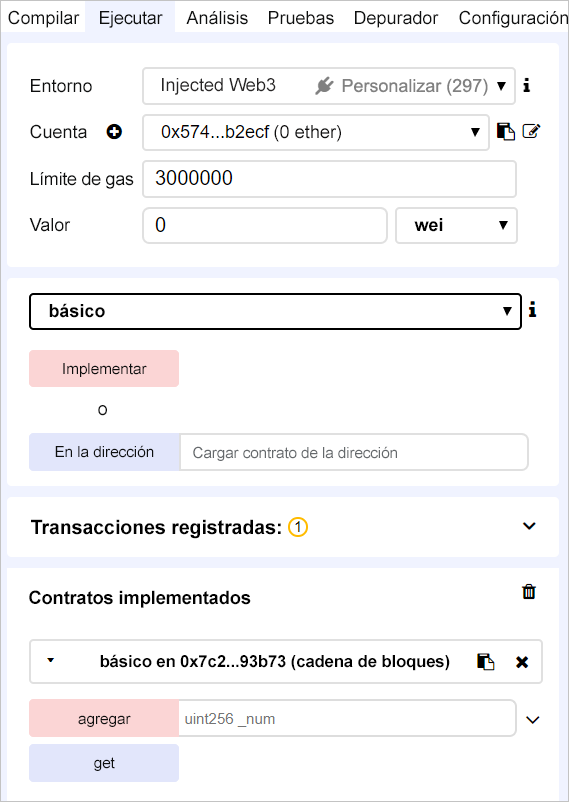 Compilar Ejecutar Análisis Pruebas Depurador Configuración
Entorno Injected Web3 Personalizar (297)
Cuenta 0x574...b2ecf (0 ether)
Límite de gas 3000000
Valor 0 wei
básico
Implementar
o
En la dirección Cargar contrato de la dirección
Transacciones registradas: 1
Contratos implementados
básico en 0x7c2...93b73 (cadena de bloques)
agregar uint256 _num
get